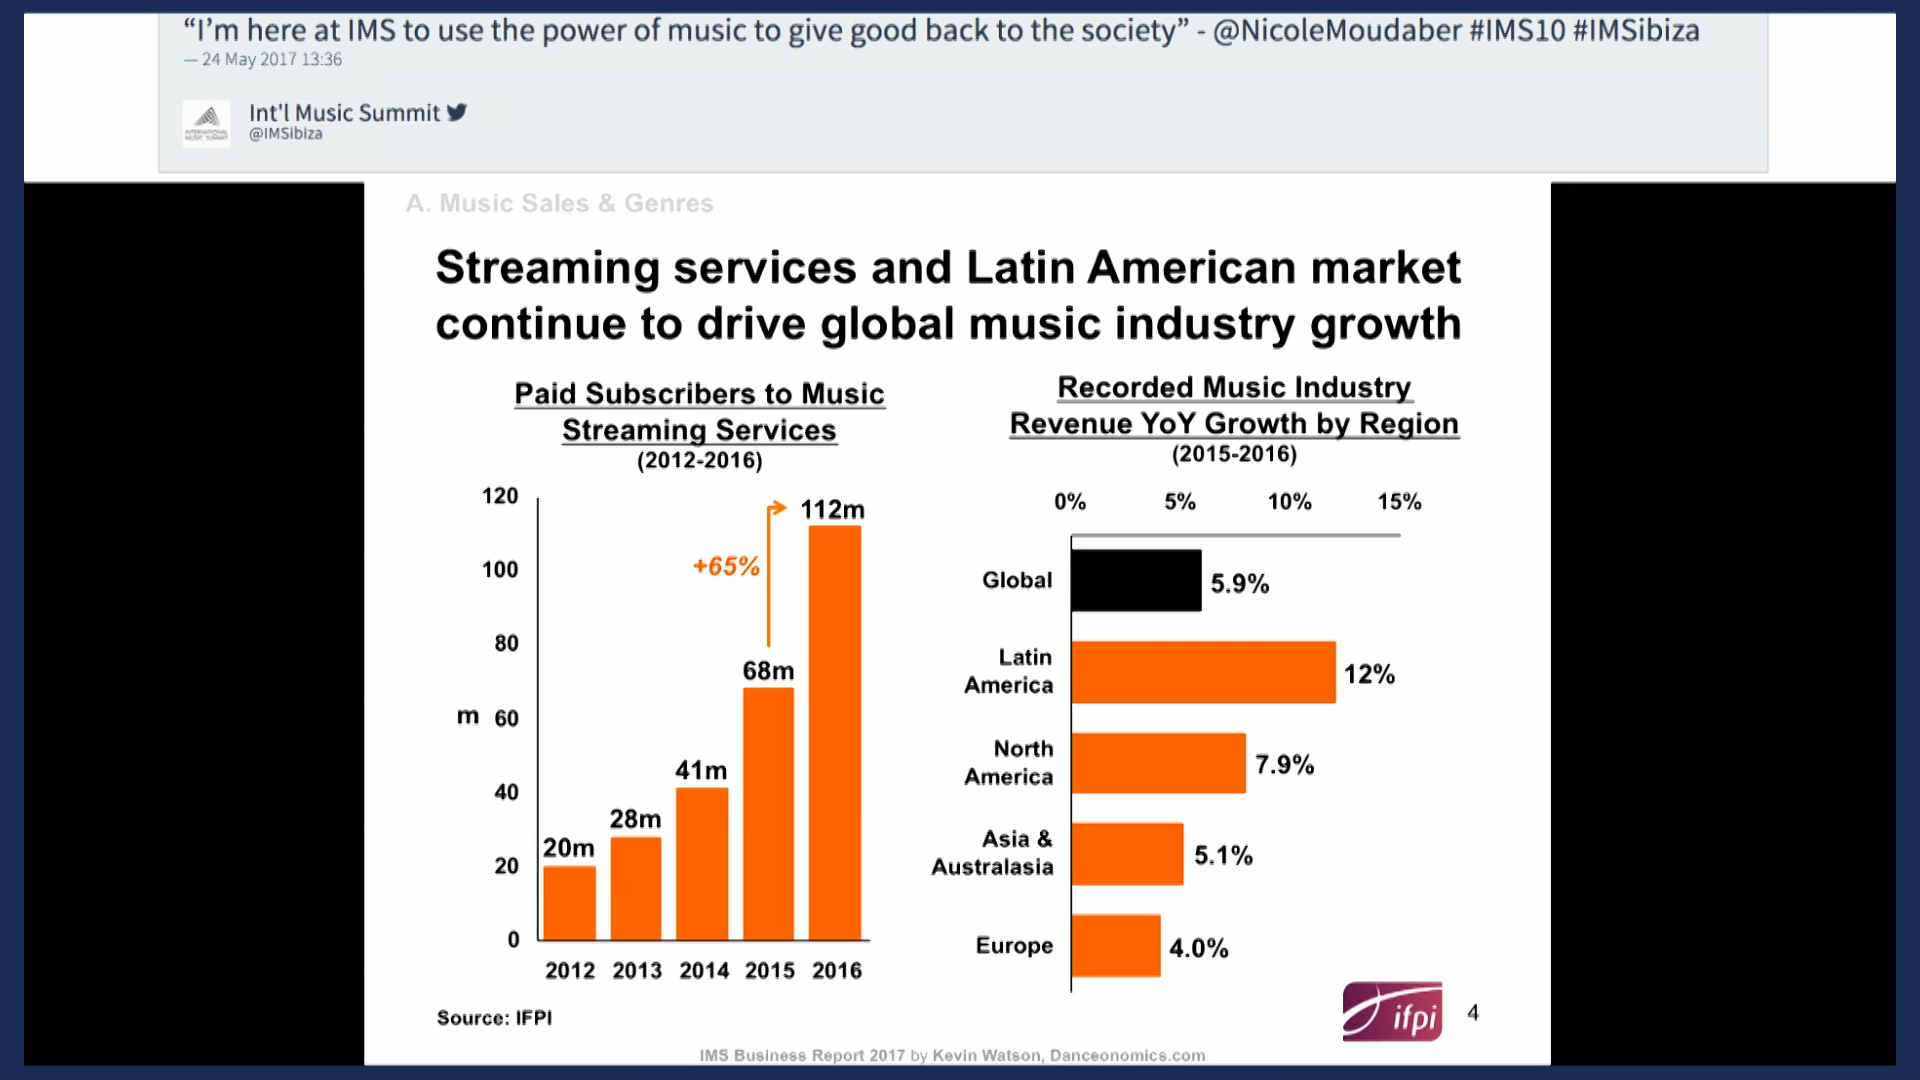 “I’m here at IMS to use the power of music to give good back to the society” - @NicoleMoudaber #IMS10 #IMSibiza
— 24 May 2017 13:36
Int'l Music Summit
@IMSibiza
INTERNATIONAL
MUSIC SUMMIT
A. Music Sales & Genres
Streaming services and Latin American market
continue to drive global music industry growth
Paid Subscribers to Music
Streaming Services
(2012-2016)
120
100
80
m 60
40
20
0
20m
28m
41m
68m
112m
+65%
2012 2013 2014 2015 2016
Source: IFPI
Recorded Music Industry
Revenue YoY Growth by Region
(2015-2016)
0% 5% 10% 15%
Global 5.9%
Latin
America
12%
North
America
7.9%
Asia &
Australasia
5.1%
Europe 4.0%
ifpi
4
IMS Business Report 2017 by Kevin Watson, Danceonomics.com